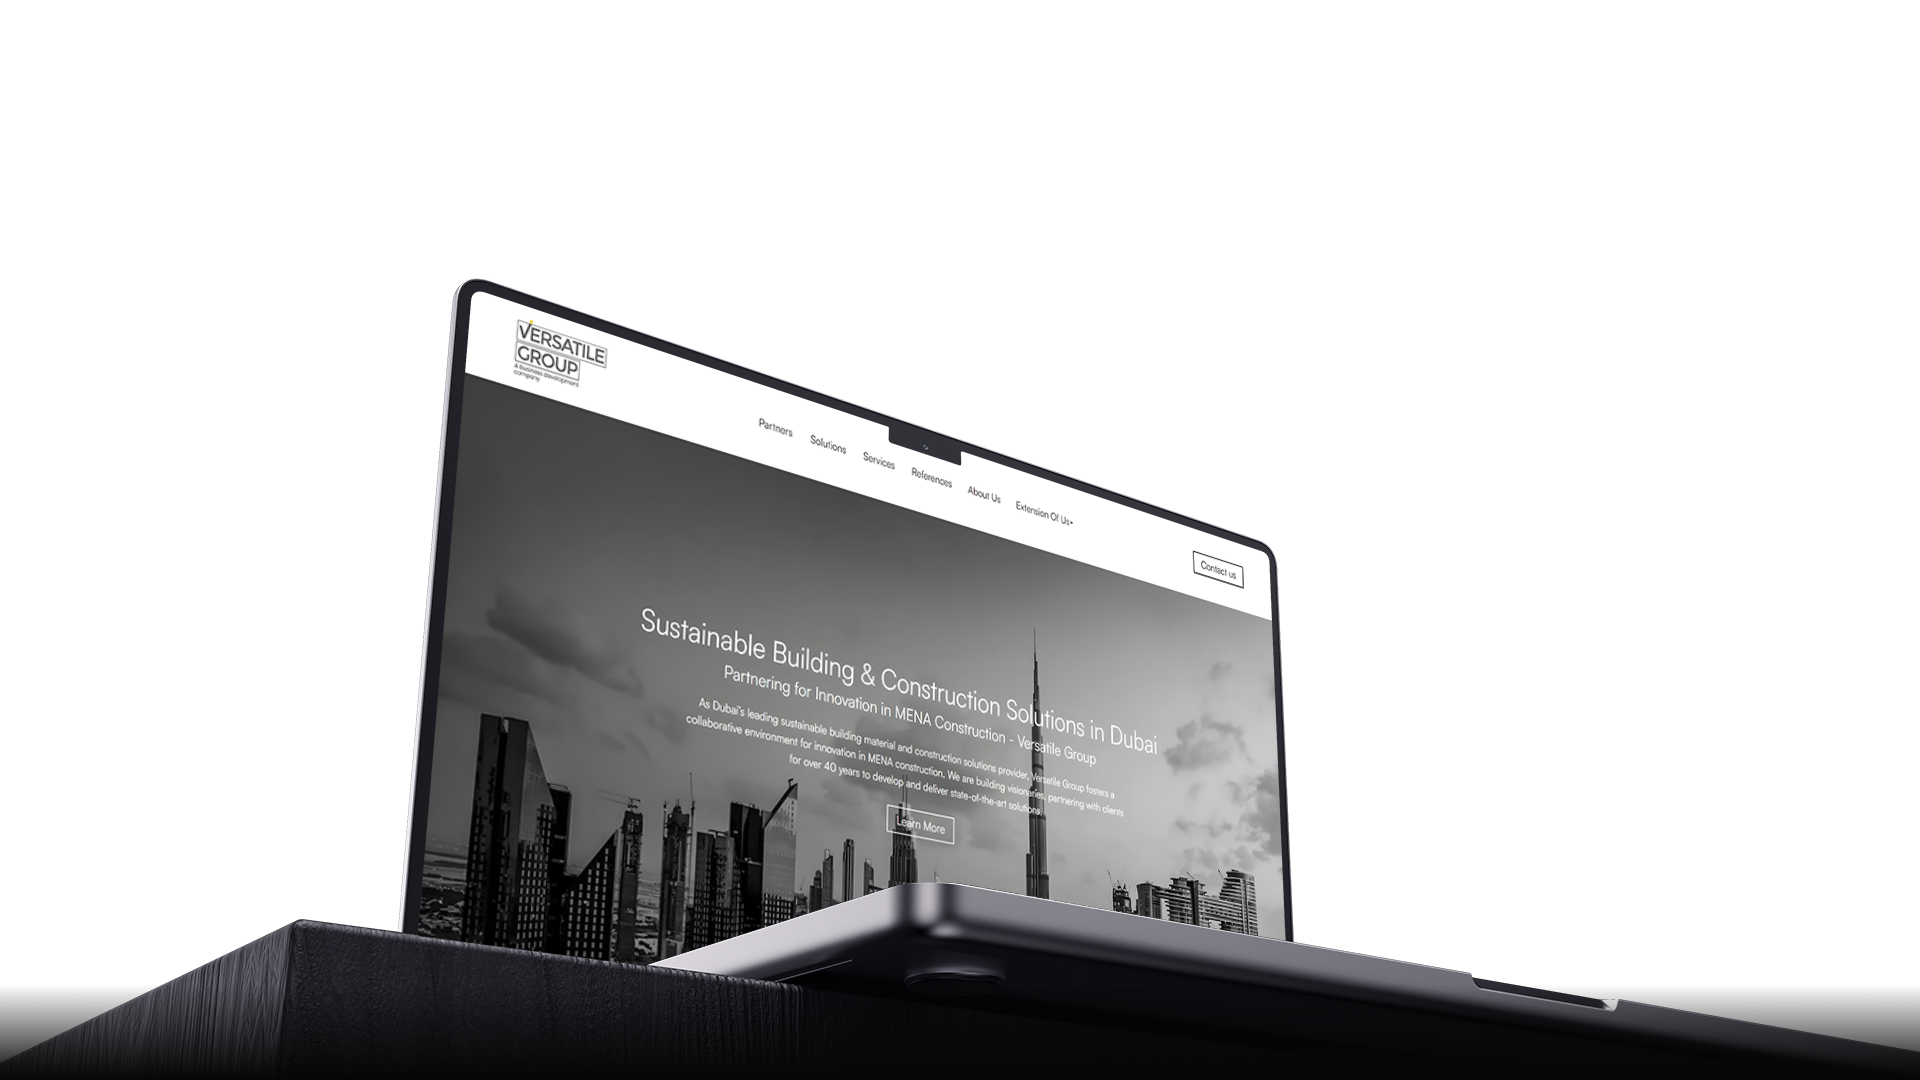 VERSATILE
GROUP
A business development
company
Partners
Solutions
Services
References
About Us
Extension Of Us
Contact us
Sustainable Building & Construction Solutions in Dubai
Partnering for Innovation in MENA Construction - Versatile Group
As Dubai's leading sustainable building material and construction solutions provider, Versatile Group fosters a
collaborative environment for innovation in MENA construction. We are building visionaries, partnering with clients
for over 40 years to develop and deliver state-of-the-art solutions.
Learn More